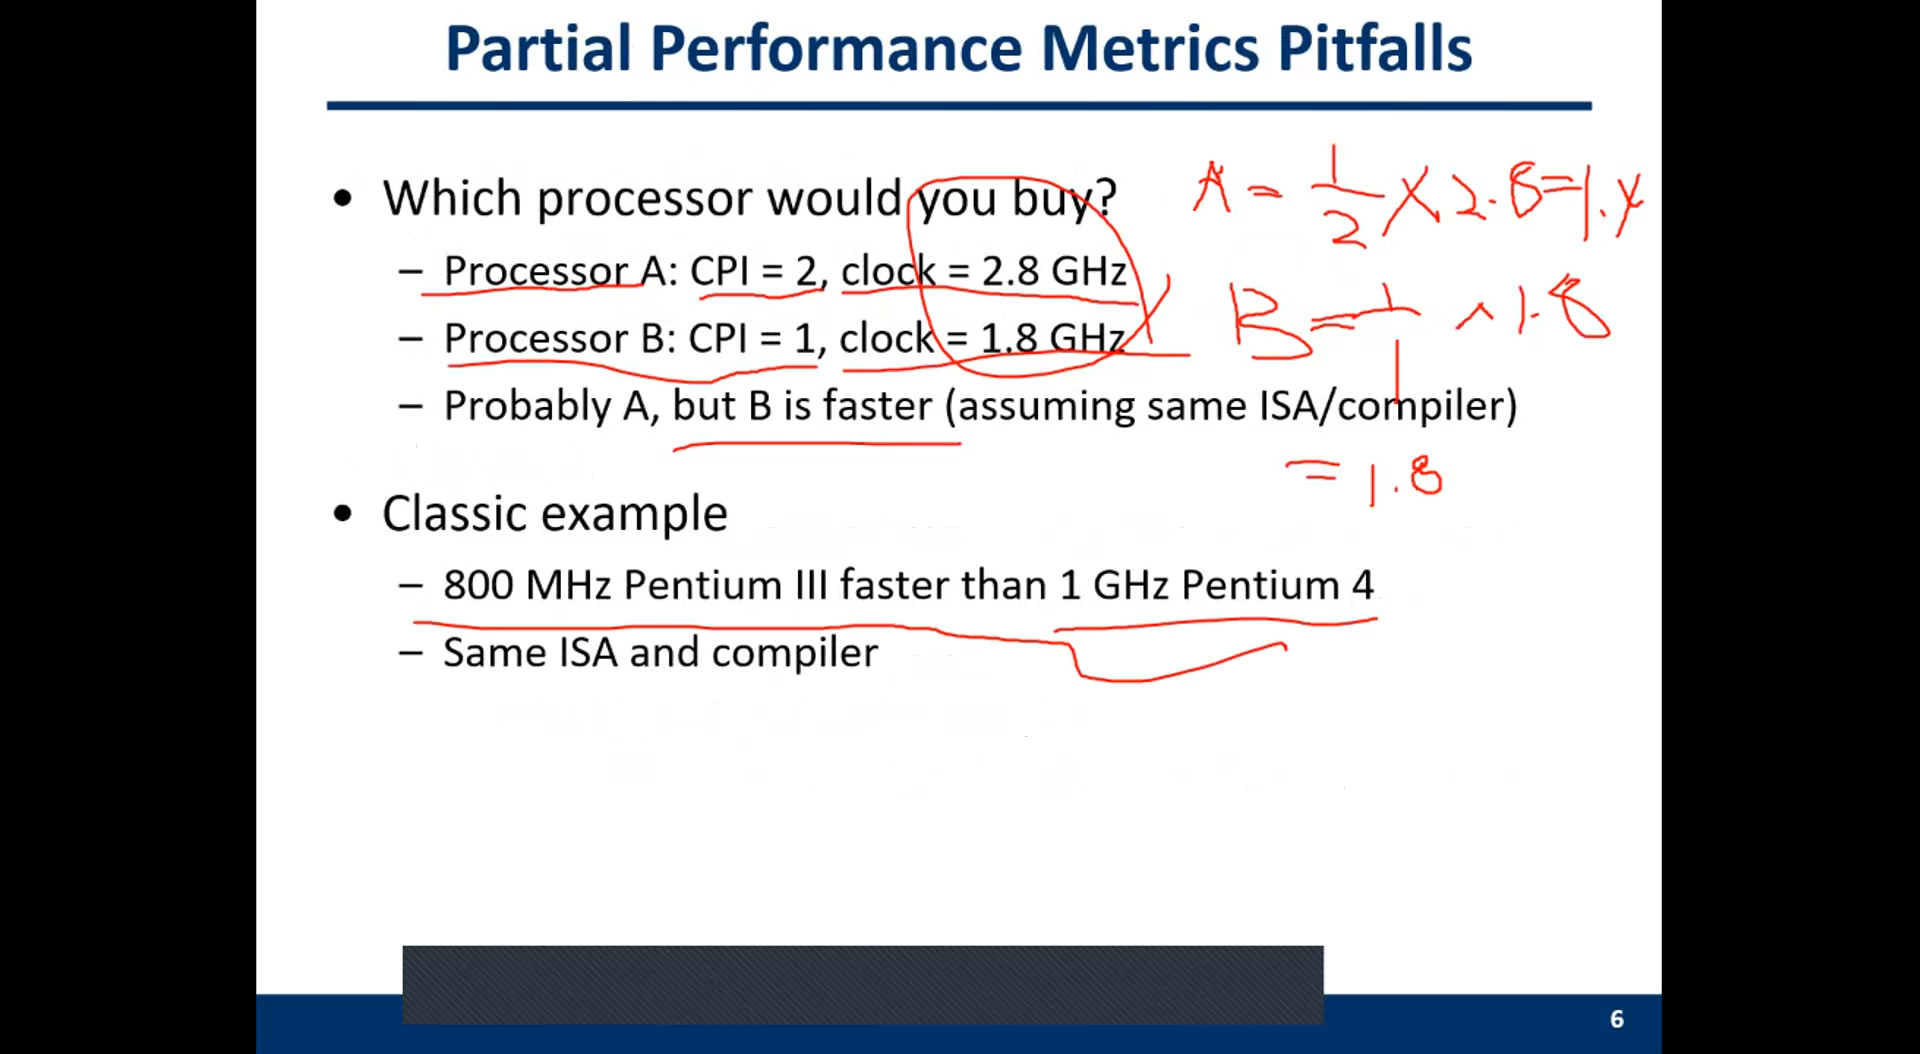 Partial Performance Metrics Pitfalls
• Which processor would you buy?
A = 1/2 X 2.8 = 1.4
– Processor A: CPI = 2, clock = 2.8 GHz
– Processor B: CPI = 1, clock = 1.8 GHz
B = 1/1 × 1.8
– Probably A, but B is faster (assuming same ISA/compiler)
= 1.8
• Classic example
– 800 MHz Pentium III faster than 1 GHz Pentium 4
– Same ISA and compiler
6